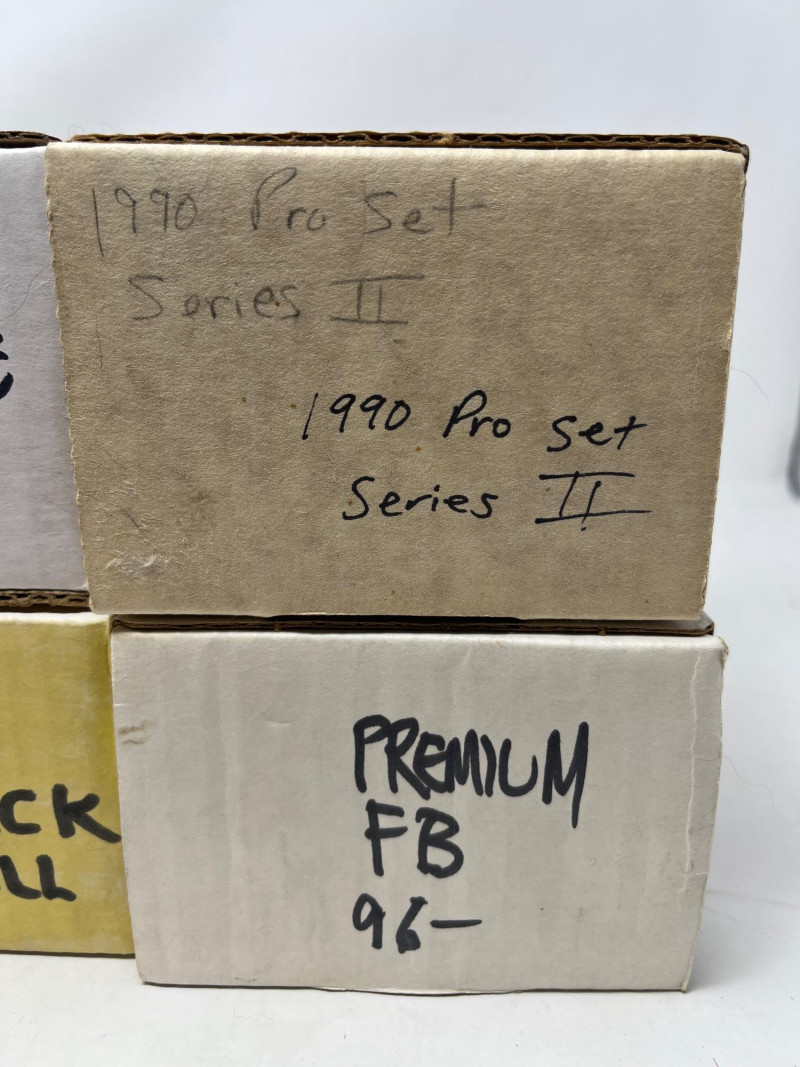 1990 Pro Set
Series II
1990 Pro Set
Series II
PREMIUM
FB
96-
CK
LL